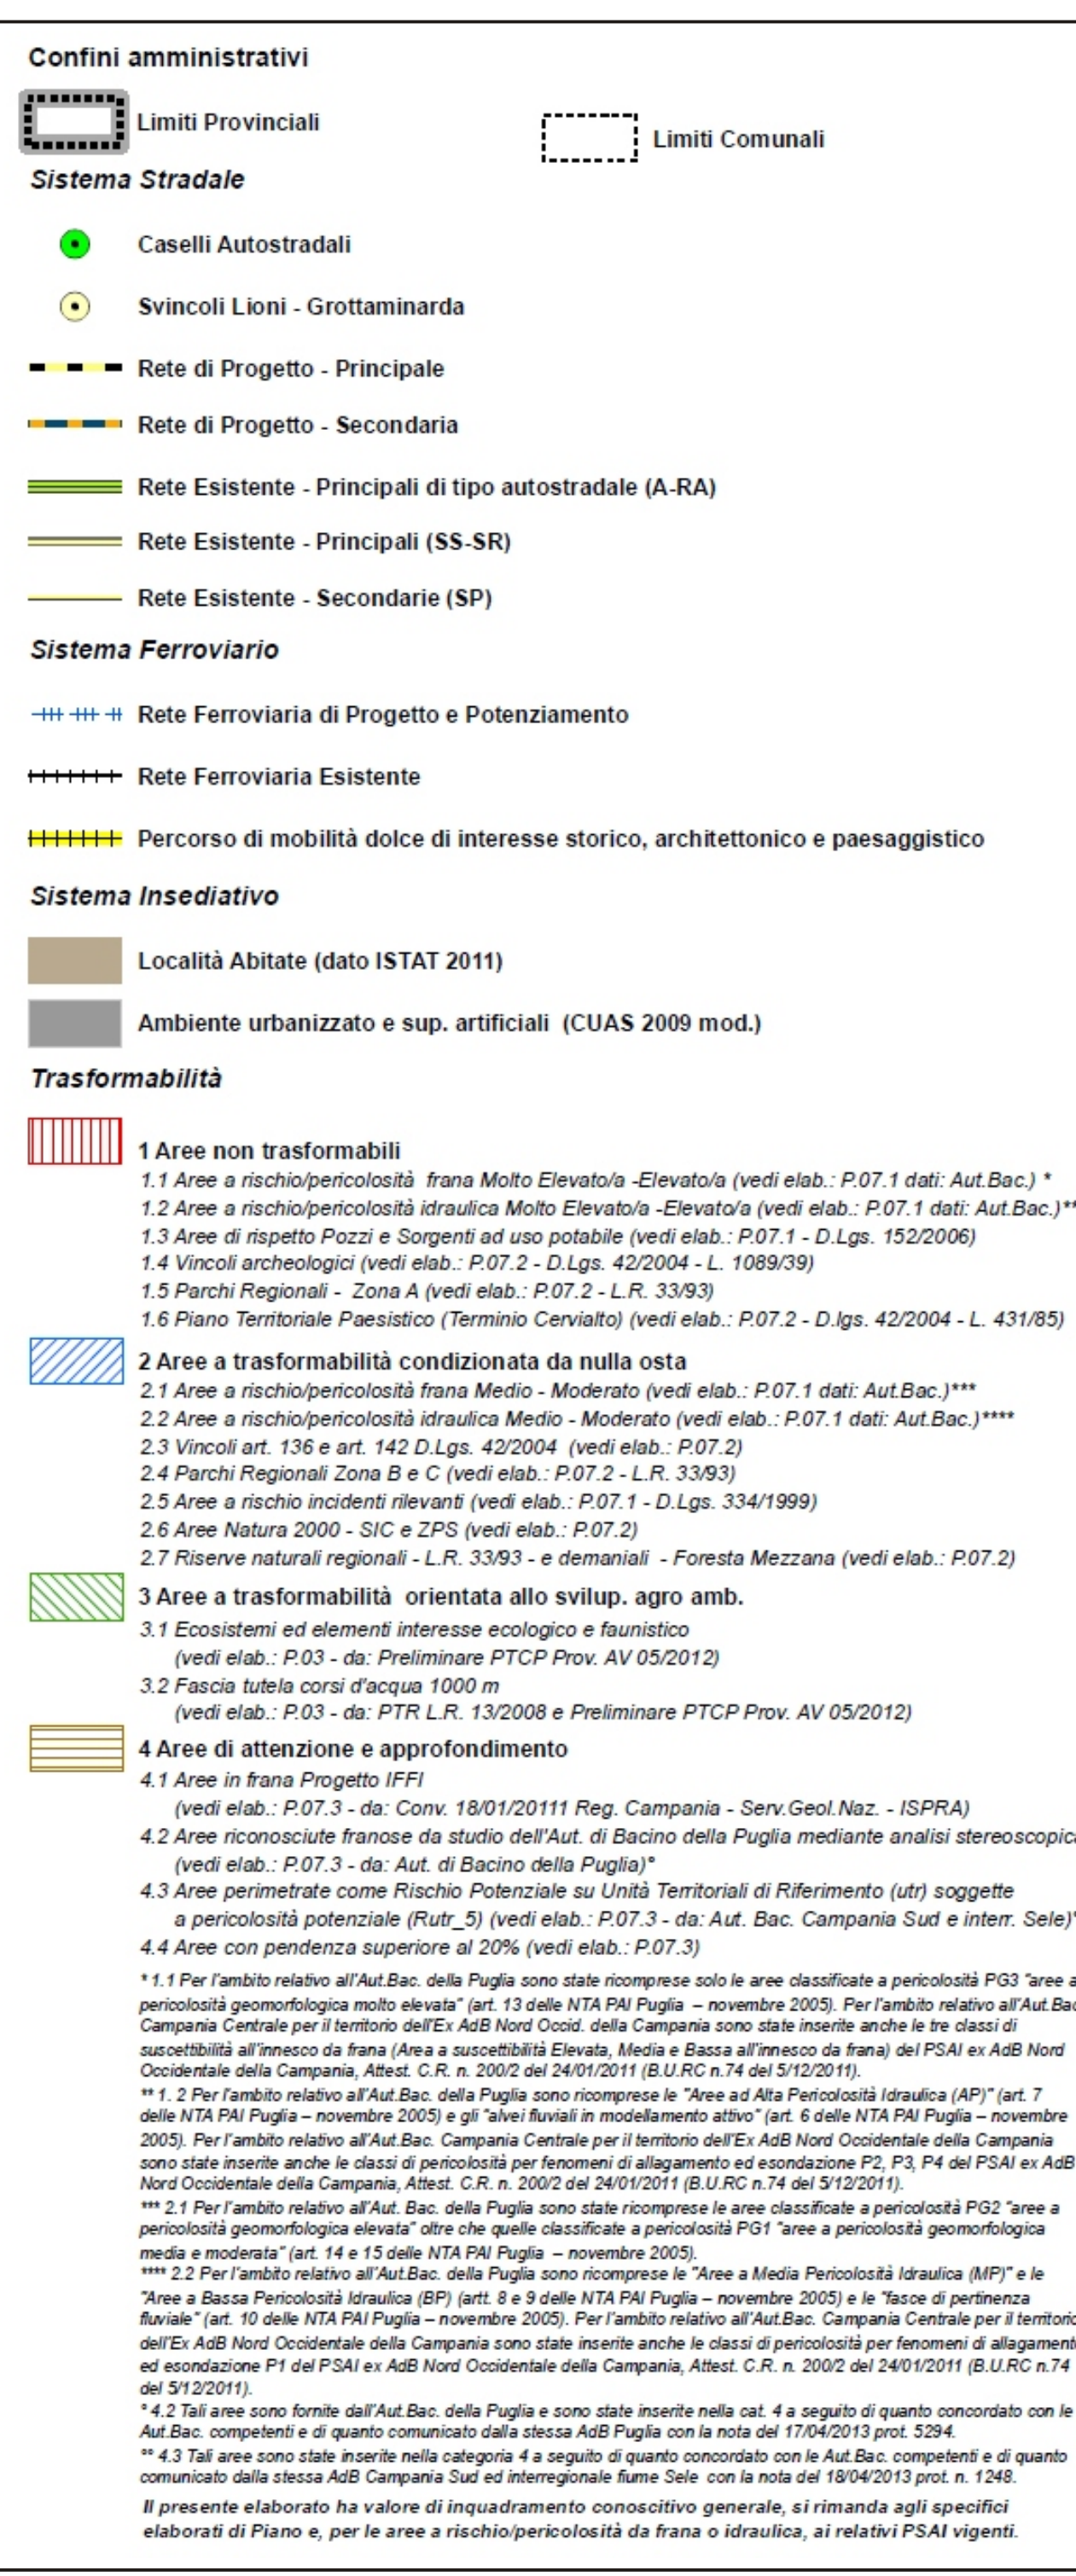 Confini amministrativi
Limiti Provinciali
Limiti Comunali
Sistema Stradale
Caselli Autostradali
Svincoli Lioni - Grottaminarda
Rete di Progetto - Principale
Rete di Progetto - Secondaria
Rete Esistente - Principali di tipo autostradale (A-RA)
Rete Esistente - Principali (SS-SR)
Rete Esistente - Secondarie (SP)
Sistema Ferroviario
Rete Ferroviaria di Progetto e Potenziamento
Rete Ferroviaria Esistente
Percorso di mobilità dolce di interesse storico, architettonico e paesaggistico
Sistema Insediativo
Località Abitate (dato ISTAT 2011)
Ambiente urbanizzato e sup. artificiali (CUAS 2009 mod.)
Trasformabilità
1 Aree non trasformabili
1.1 Aree a rischio/pericolosità frana Molto Elevato/a -Elevato/a (vedi elab.: P.07.1 dati: Aut.Bac.) *
1.2 Aree a rischio/pericolosità idraulica Molto Elevato/a -Elevato/a (vedi elab.: P.07.1 dati: Aut.Bac.)**
1.3 Aree di rispetto Pozzi e Sorgenti ad uso potabile (vedi elab.: P.07.1 - D.Lgs. 152/2006)
1.4 Vincoli archeologici (vedi elab.: P.07.2 - D.Lgs. 42/2004 - L. 1089/39)
1.5 Parchi Regionali - Zona A (vedi elab.: P.07.2 - L.R. 33/93)
1.6 Piano Territoriale Paesistico (Terminio Cervialto) (vedi elab.: P.07.2 - D.lgs. 42/2004 - L. 431/85)
2 Aree a trasformabilità condizionata da nulla osta
2.1 Aree a rischio/pericolosità frana Medio - Moderato (vedi elab.: P.07.1 dati: Aut.Bac.)***
2.2 Aree a rischio/pericolosità idraulica Medio - Moderato (vedi elab.: P.07.1 dati: Aut.Bac.)****
2.3 Vincoli art. 136 e art. 142 D.Lgs. 42/2004 (vedi elab.: P.07.2)
2.4 Parchi Regionali Zona B e C (vedi elab.: P.07.2 - L.R. 33/93)
2.5 Aree a rischio incidenti rilevanti (vedi elab.: P.07.1 - D.Lgs. 334/1999)
2.6 Aree Natura 2000 - SIC e ZPS (vedi elab.: P.07.2)
2.7 Riserve naturali regionali - L.R. 33/93 - e demaniali - Foresta Mezzana (vedi elab.: P.07.2)
3 Aree a trasformabilità orientata allo svilup. agro amb.
3.1 Ecosistemi ed elementi interesse ecologico e faunistico
(vedi elab.: P.03 - da: Preliminare PTCP Prov. AV 05/2012)
3.2 Fascia tutela corsi d'acqua 1000 m
(vedi elab.: P.03 - da: PTR L.R. 13/2008 e Preliminare PTCP Prov. AV 05/2012)
4 Aree di attenzione e approfondimento
4.1 Aree in frana Progetto IFFI
(vedi elab.: P.07.3 - da: Conv. 18/01/20111 Reg. Campania - Serv.Geol.Naz. - ISPRA)
4.2 Aree riconosciute franose da studio dell'Aut. di Bacino della Puglia mediante analisi stereoscopica
(vedi elab.: P.07.3 - da: Aut. di Bacino della Puglia)°
4.3 Aree perimetrate come Rischio Potenziale su Unità Territoriali di Riferimento (utr) soggette
a pericolosità potenziale (Rutr_5) (vedi elab.: P.07.3 - da: Aut. Bac. Campania Sud e interr. Sele)°
4.4 Aree con pendenza superiore al 20% (vedi elab.: P.07.3)
* 1.1 Per l'ambito relativo all'Aut.Bac. della Puglia sono state ricomprese solo le aree classificate a pericolosità PG3 "aree a
pericolosità geomorfologica molto elevata" (art. 13 delle NTA PAI Puglia – novembre 2005). Per l'ambito relativo all'Aut.Bac
Campania Centrale per il territorio dell'Ex AdB Nord Occid. della Campania sono state inserite anche le tre classi di
suscettibilità all'innesco da frana (Area a suscettibilità Elevata, Media e Bassa all'innesco da frana) del PSAI ex AdB Nord
Occidentale della Campania, Attest. C.R. n. 200/2 del 24/01/2011 (B.U.RC n.74 del 5/12/2011).
** 1. 2 Per l'ambito relativo all'Aut.Bac. della Puglia sono ricomprese le "Aree ad Alta Pericolosità Idraulica (AP)" (art. 7
delle NTA PAI Puglia – novembre 2005) e gli "alvei fluviali in modellamento attivo" (art. 6 delle NTA PAI Puglia – novembre
2005). Per l'ambito relativo all'Aut.Bac. Campania Centrale per il territorio dell'Ex AdB Nord Occidentale della Campania
sono state inserite anche le classi di pericolosità per fenomeni di allagamento ed esondazione P2, P3, P4 del PSAI ex AdB
Nord Occidentale della Campania, Attest. C.R. n. 200/2 del 24/01/2011 (B.U.RC n.74 del 5/12/2011).
*** 2.1 Per l'ambito relativo all'Aut. Bac. della Puglia sono state ricomprese le aree classificate a pericolosità PG2 "aree a
pericolosità geomorfologica elevata" oltre che quelle classificate a pericolosità PG1 "aree a pericolosità geomorfologica
media e moderata" (art. 14 e 15 delle NTA PAI Puglia – novembre 2005).
**** 2.2 Per l'ambito relativo all'Aut.Bac. della Puglia sono ricomprese le "Aree a Media Pericolosità Idraulica (MP)" e le
"Aree a Bassa Pericolosità Idraulica (BP) (artt. 8 e 9 delle NTA PAI Puglia – novembre 2005) e le "fasce di pertinenza
fluviale" (art. 10 delle NTA PAI Puglia – novembre 2005). Per l'ambito relativo all'Aut.Bac. Campania Centrale per il territorio
dell'Ex AdB Nord Occidentale della Campania sono state inserite anche le classi di pericolosità per fenomeni di allagamento
ed esondazione P1 del PSAI ex AdB Nord Occidentale della Campania, Attest. C.R. n. 200/2 del 24/01/2011 (B.U.RC n.74
del 5/12/2011).
° 4.2 Tali aree sono fornite dall'Aut.Bac. della Puglia e sono state inserite nella cat. 4 a seguito di quanto concordato con le
Aut.Bac. competenti e di quanto comunicato dalla stessa AdB Puglia con la nota del 17/04/2013 prot. 5294.
°° 4.3 Tali aree sono state inserite nella categoria 4 a seguito di quanto concordato con le Aut.Bac. competenti e di quanto
comunicato dalla stessa AdB Campania Sud ed interregionale fiume Sele con la nota del 18/04/2013 prot. n. 1248.
Il presente elaborato ha valore di inquadramento conoscitivo generale, si rimanda agli specifici
elaborati di Piano e, per le aree a rischio/pericolosità da frana o idraulica, ai relativi PSAI vigenti.